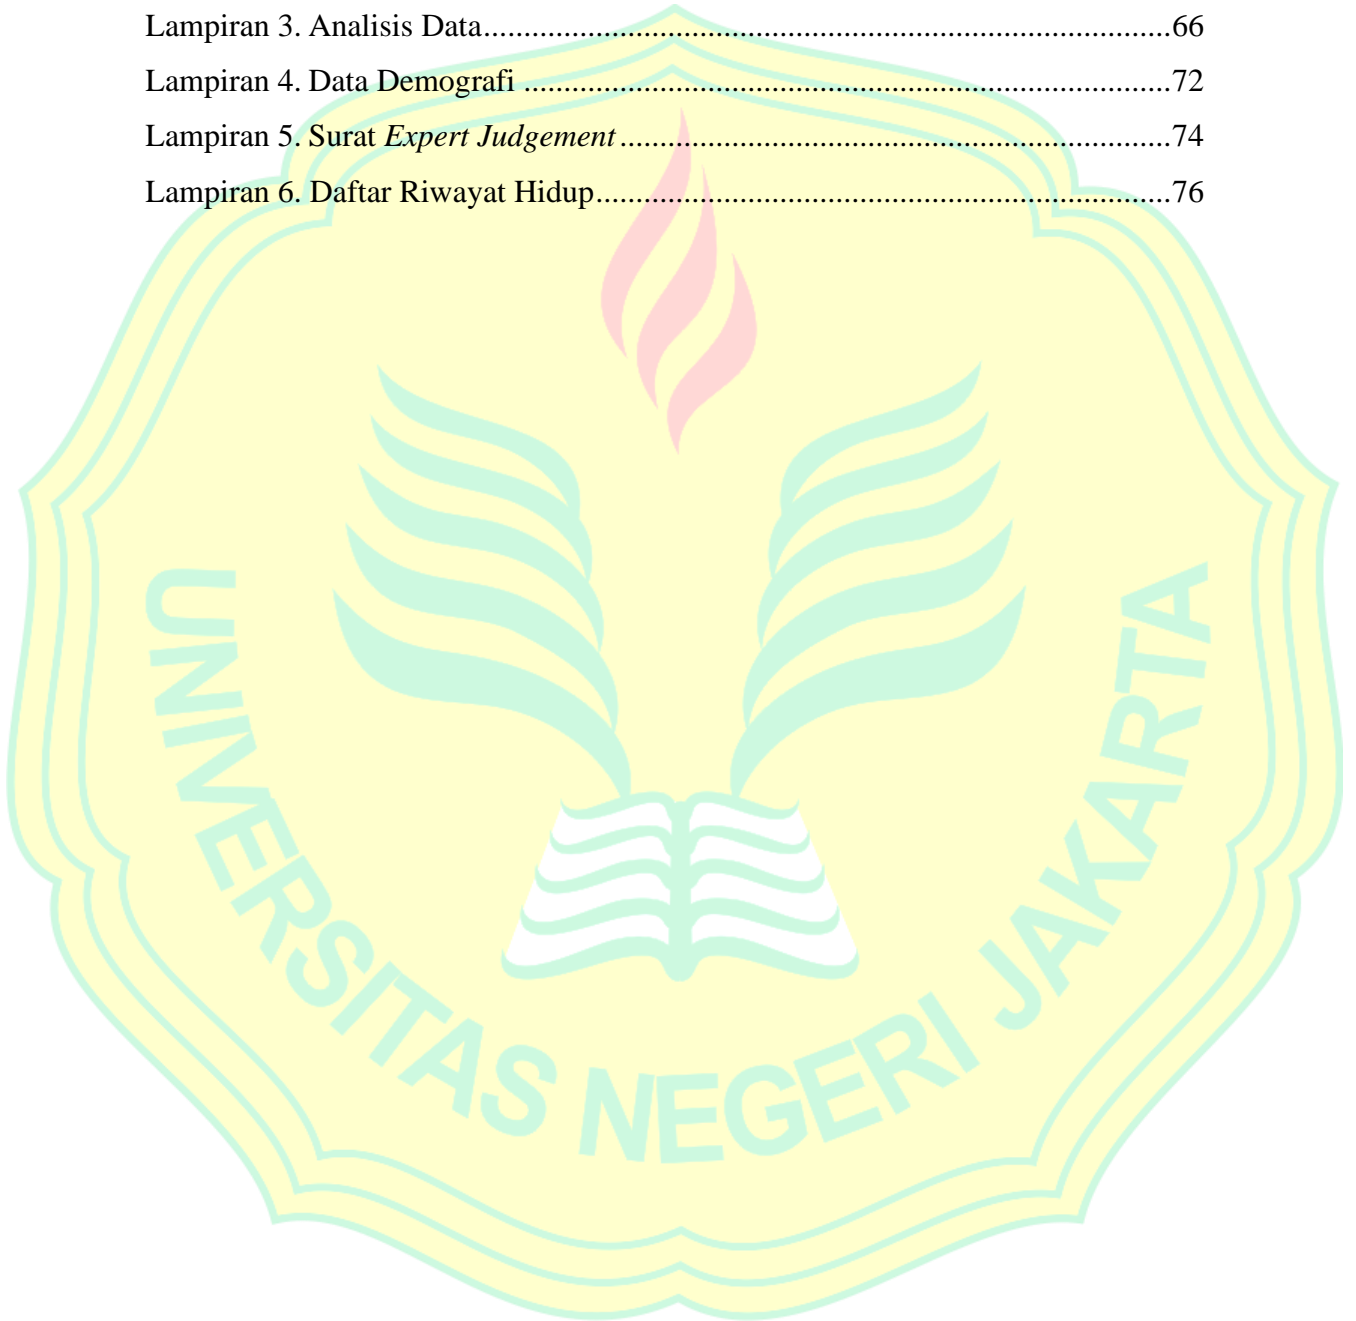 Lampiran 3. Analisis Data....................................................................................66
Lampiran 4. Data Demografi ...............................................................................72
Lampiran 5. Surat Expert Judgement...................................................................74
Lampiran 6. Daftar Riwayat Hidup......................................................................76
UNIVERSITAS NEGERI JAKARTA